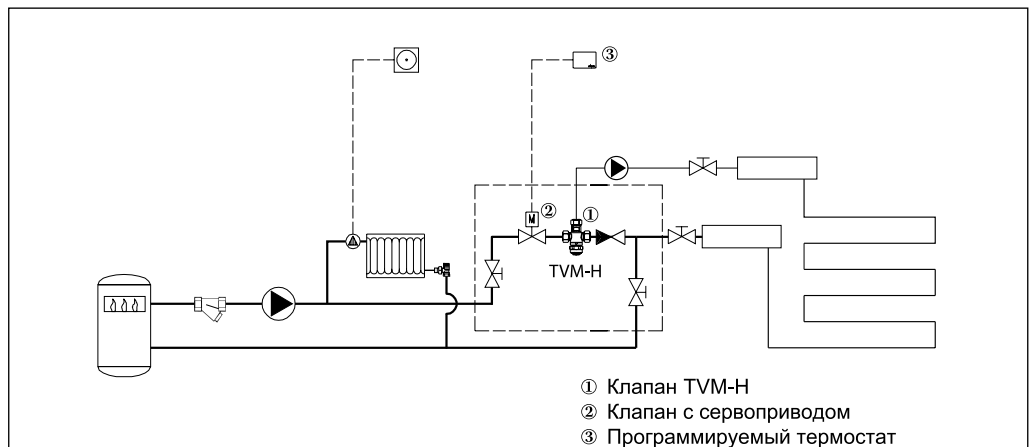 ③
②
M
①
TVM-H
① Клапан TVM-H
② Клапан с сервоприводом
③ Программируемый термостат